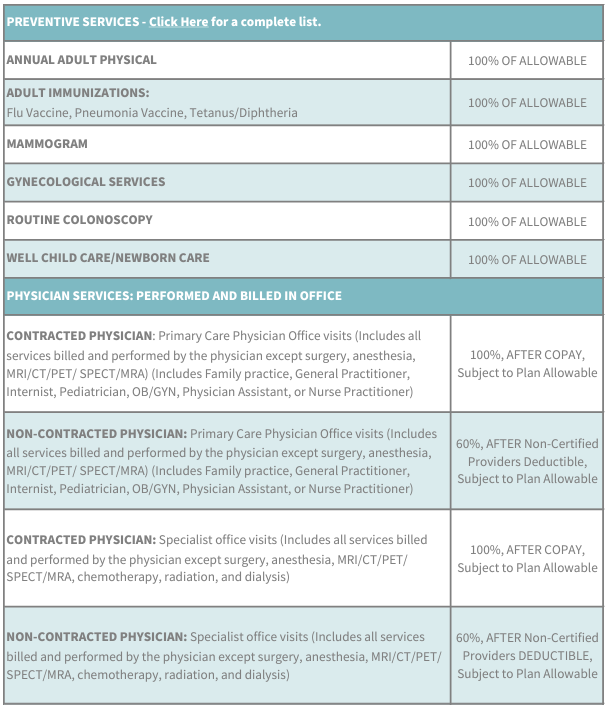 PREVENTIVE SERVICES - Click Here for a complete list.
ANNUAL ADULT PHYSICAL
100% OF ALLOWABLE
ADULT IMMUNIZATIONS:
Flu Vaccine, Pneumonia Vaccine, Tetanus/Diphtheria
100% OF ALLOWABLE
MAMMOGRAM
100% OF ALLOWABLE
GYNECOLOGICAL SERVICES
100% OF ALLOWABLE
ROUTINE COLONOSCOPY
100% OF ALLOWABLE
WELL CHILD CARE/NEWBORN CARE
100% OF ALLOWABLE
PHYSICIAN SERVICES: PERFORMED AND BILLED IN OFFICE
CONTRACTED PHYSICIAN: Primary Care Physician Office visits (Includes all
services billed and performed by the physician except surgery, anesthesia,
MRI/CT/PET/ SPECT/MRA) (Includes Family practice, General Practitioner,
Internist, Pediatrician, OB/GYN, Physician Assistant, or Nurse Practitioner)
100%, AFTER COPAY,
Subject to Plan Allowable
NON-CONTRACTED PHYSICIAN: Primary Care Physician Office visits (Includes
all services billed and performed by the physician except surgery, anesthesia,
MRI/CT/PET/ SPECT/MRA) (Includes Family practice, General Practitioner,
Internist, Pediatrician, OB/GYN, Physician Assistant, or Nurse Practitioner)
60%, AFTER Non-Certified
Providers Deductible,
Subject to Plan Allowable
CONTRACTED PHYSICIAN: Specialist office visits (Includes all services billed
and performed by the physician except surgery, anesthesia, MRI/CT/PET/
SPECT/MRA, chemotherapy, radiation, and dialysis)
100%, AFTER COPAY,
Subject to Plan Allowable
NON-CONTRACTED PHYSICIAN: Specialist office visits (Includes all services
billed and performed by the physician except surgery, anesthesia, MRI/CT/PET/
SPECT/MRA, chemotherapy, radiation, and dialysis)
60%, AFTER Non-Certified
Providers DEDUCTIBLE,
Subject to Plan Allowable